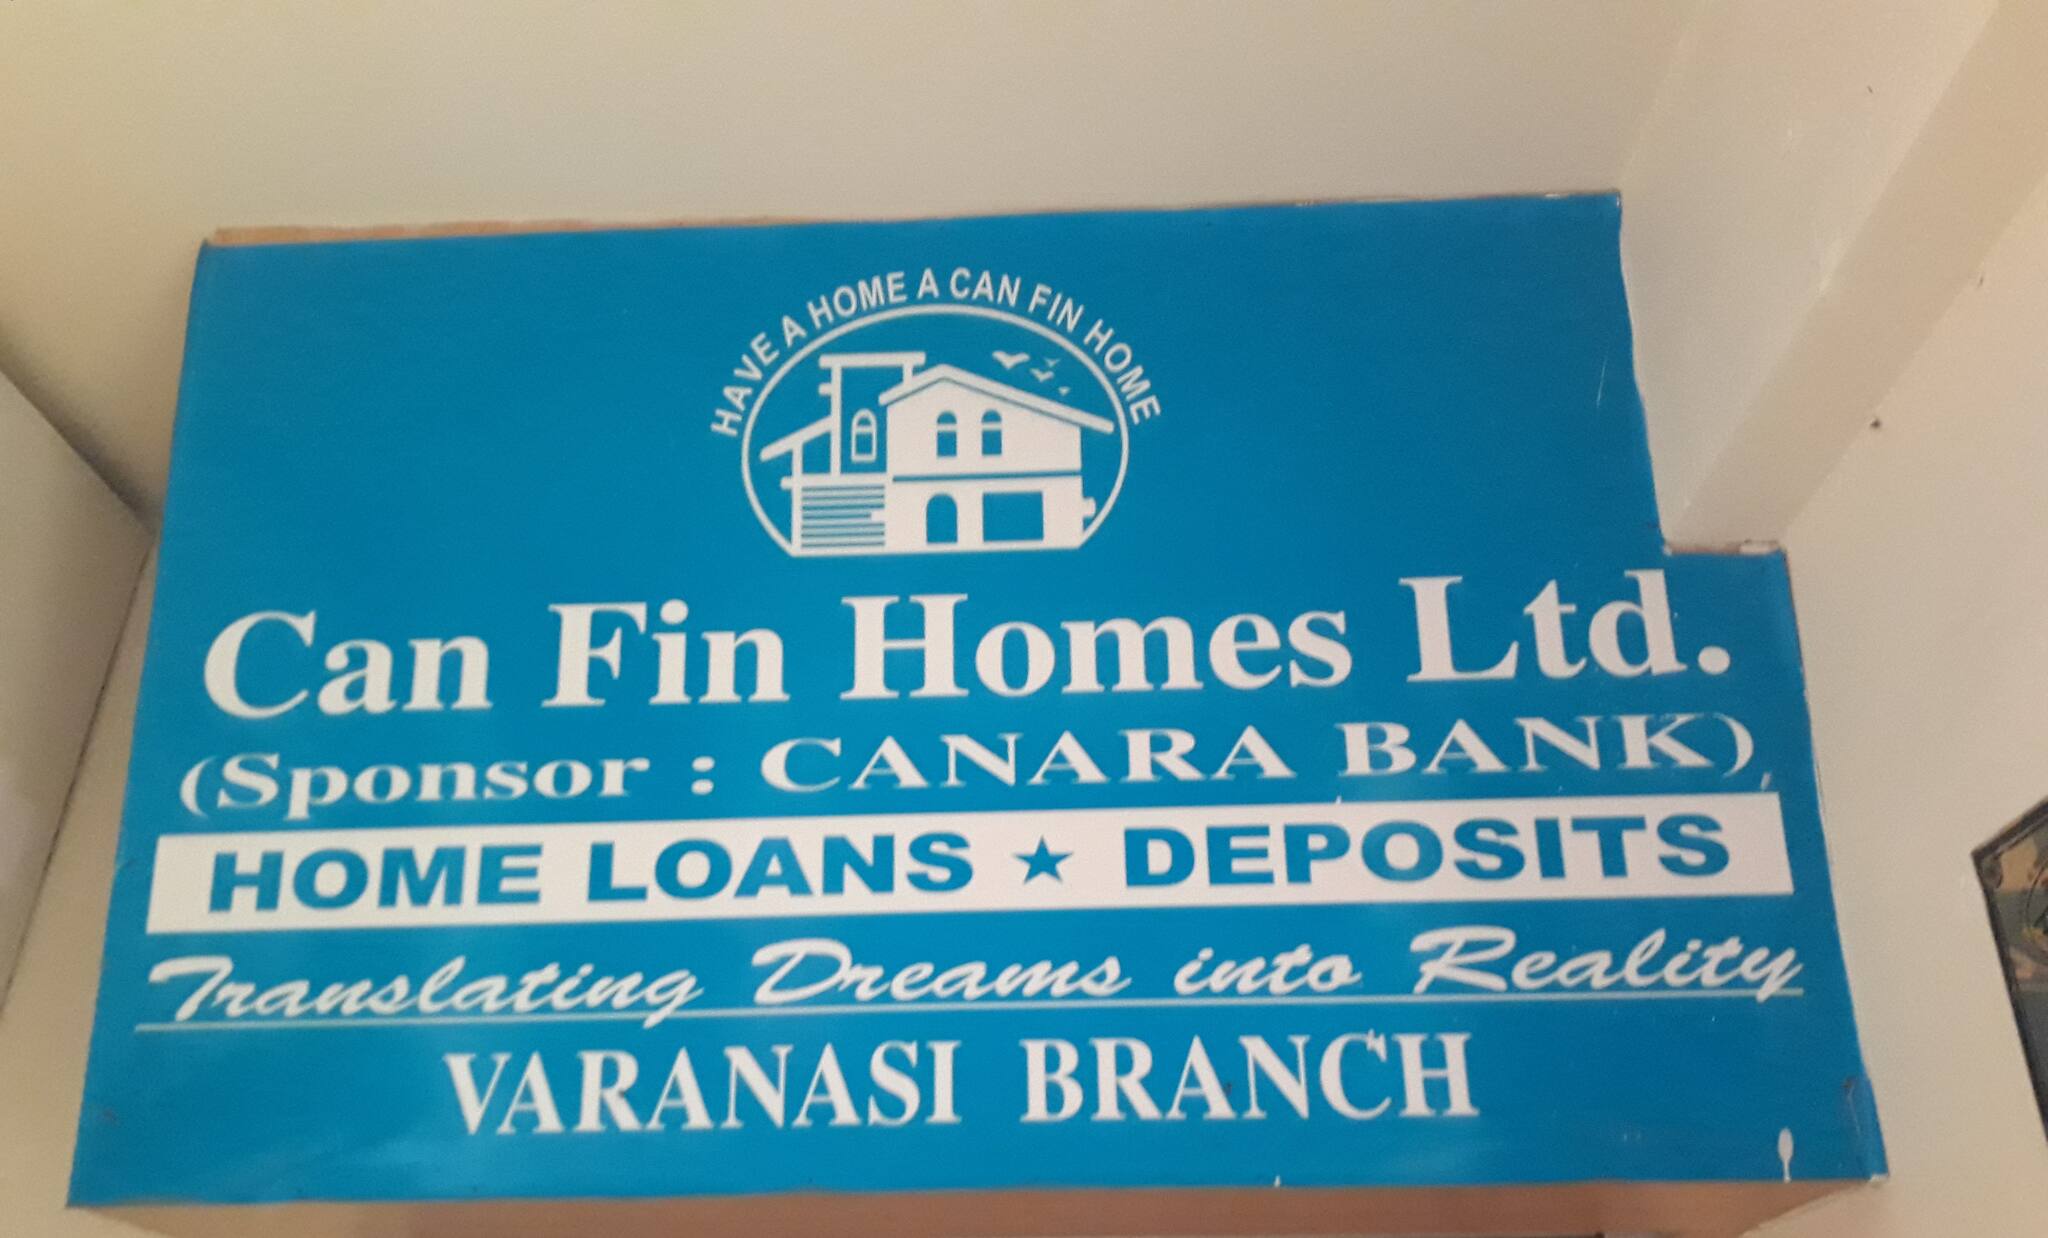 HAVE A HOME A CAN FIN HOME
Can Fin Homes Ltd.
(Sponsor : CANARA BANK)
HOME LOANS ★ DEPOSITS
Translating Dreams into Reality
VARANASI BRANCH